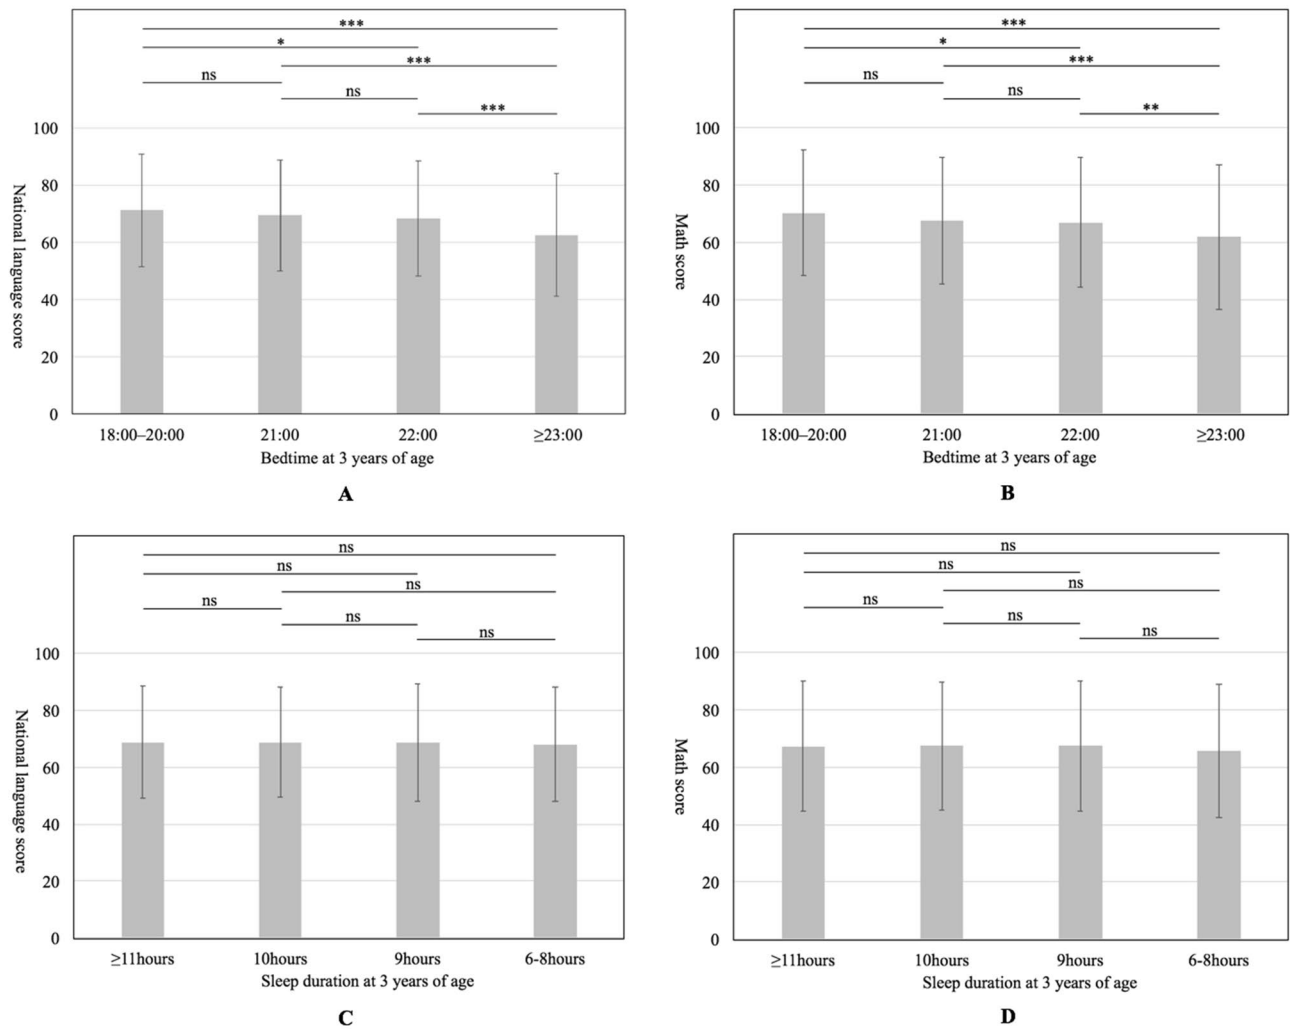 ***
*
***
ns
ns
***
100
80
60
40
20
0
National language score
18:00–20:00 21:00 22:00 ≥23:00
Bedtime at 3 years of age
A
***
*
***
ns
ns
**
100
80
60
40
20
0
Math score
18:00–20:00 21:00 22:00 ≥23:00
Bedtime at 3 years of age
B
ns
ns
ns
ns
ns
ns
100
80
60
40
20
0
National language score
≥11hours 10hours 9hours 6-8hours
Sleep duration at 3 years of age
C
ns
ns
ns
ns
ns
ns
100
80
60
40
20
0
Math score
≥11hours 10hours 9hours 6-8hours
Sleep duration at 3 years of age
D